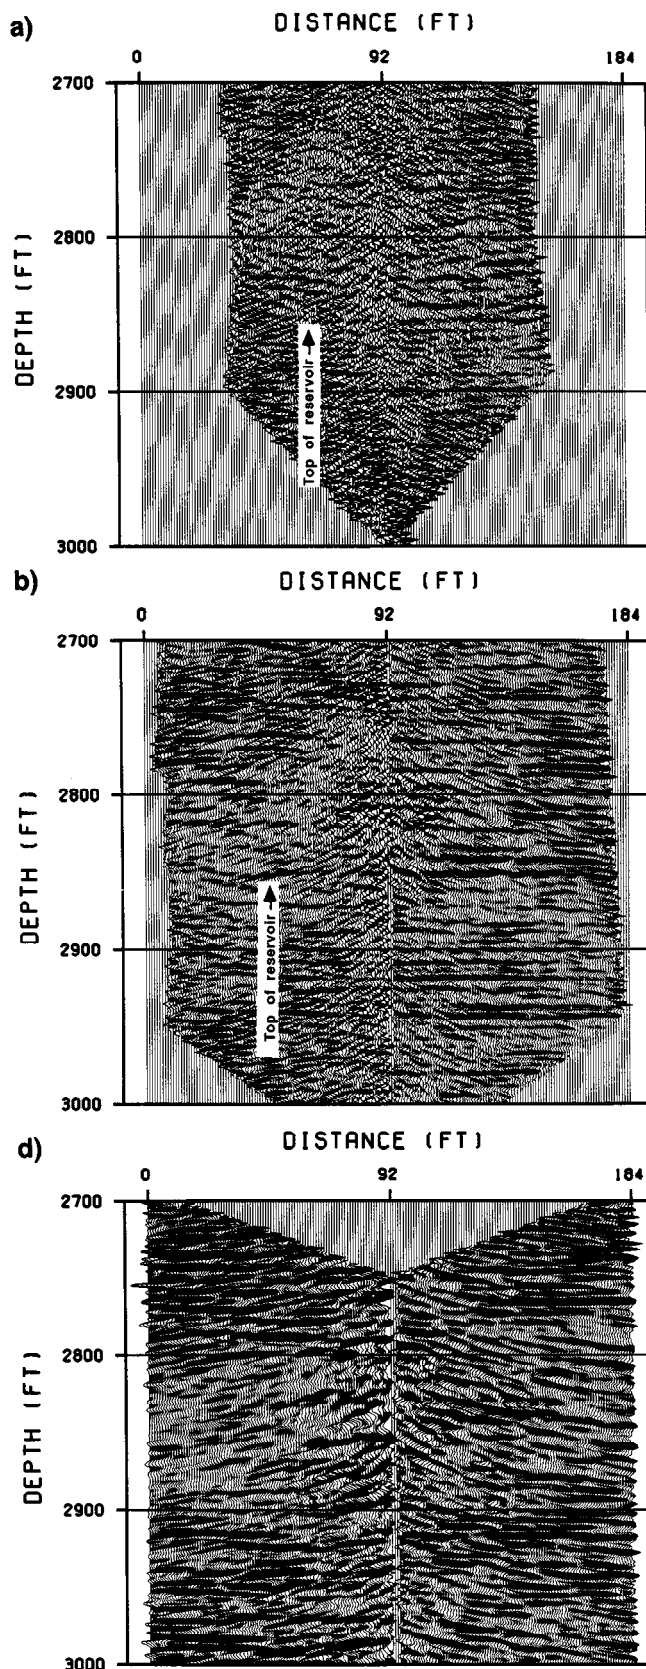 a)
DISTANCE (FT)
0 92 184
2700
2800
2900
3000
DEPTH (FT)
Top of reservoir→
b)
DISTANCE (FT)
0 92 184
2700
2800
2900
3000
DEPTH (FT)
Top of reservoir→
d)
DISTANCE (FT)
0 92 184
2700
2800
2900
3000
DEPTH (FT)